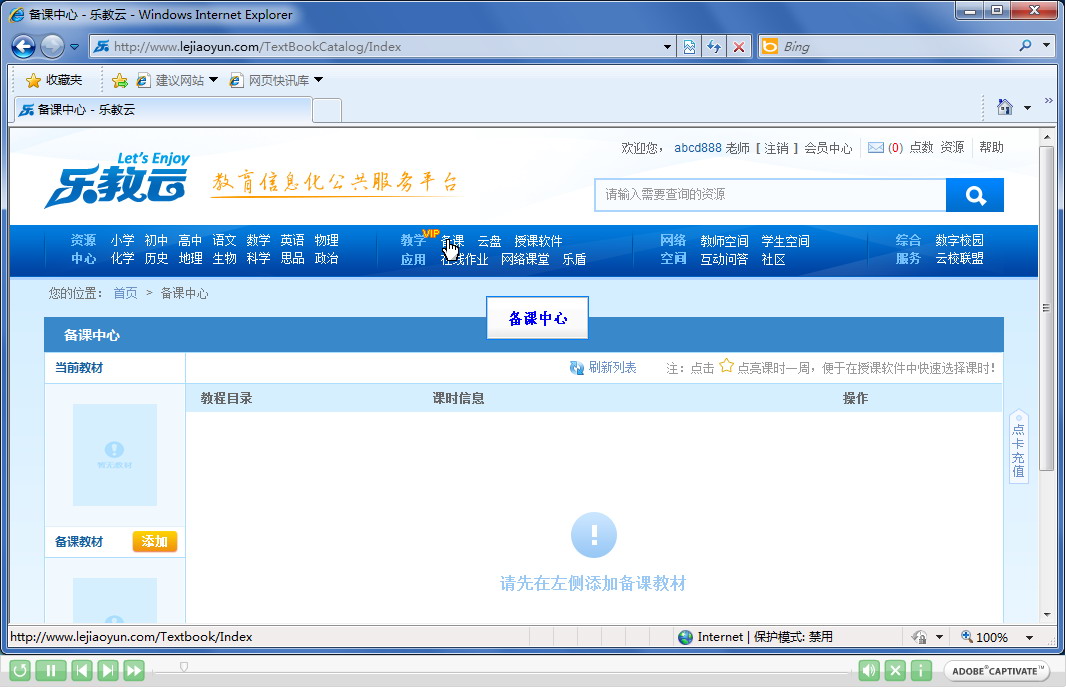 备课中心 - 乐教云 - Windows Internet Explorer
http://www.lejiaoyun.com/TextBookCatalog/Index
Bing
收藏夹
建议网站
网页快讯库
备课中心 - 乐教云
Let's Enjoy
乐教云
教育信息化公共服务平台
欢迎您， abcd888 老师 [ 注销 ] 会员中心 (0) 点数 资源 帮助
请输入需要查询的资源
资源 小学 初中 高中 语文 数学 英语 物理
中心 化学 历史 地理 生物 科学 思品 政治
教学 VIP 备课 云盘 授课软件
应用 在线作业 网络课堂 乐盾
网络 教师空间 学生空间
空间 互动问答 社区
综合 数字校园
服务 云校联盟
您的位置： 首页 > 备课中心
备课中心
备课中心
当前教材
刷新列表
注：点击 点亮课时一周，便于在授课软件中快速选择课时！
教程目录 课时信息 操作
暂无教材
点卡充值
备课教材 添加
请先在左侧添加备课教材
http://www.lejiaoyun.com/Textbook/Index
Internet | 保护模式: 禁用
100%
ADOBE® CAPTIVATE™